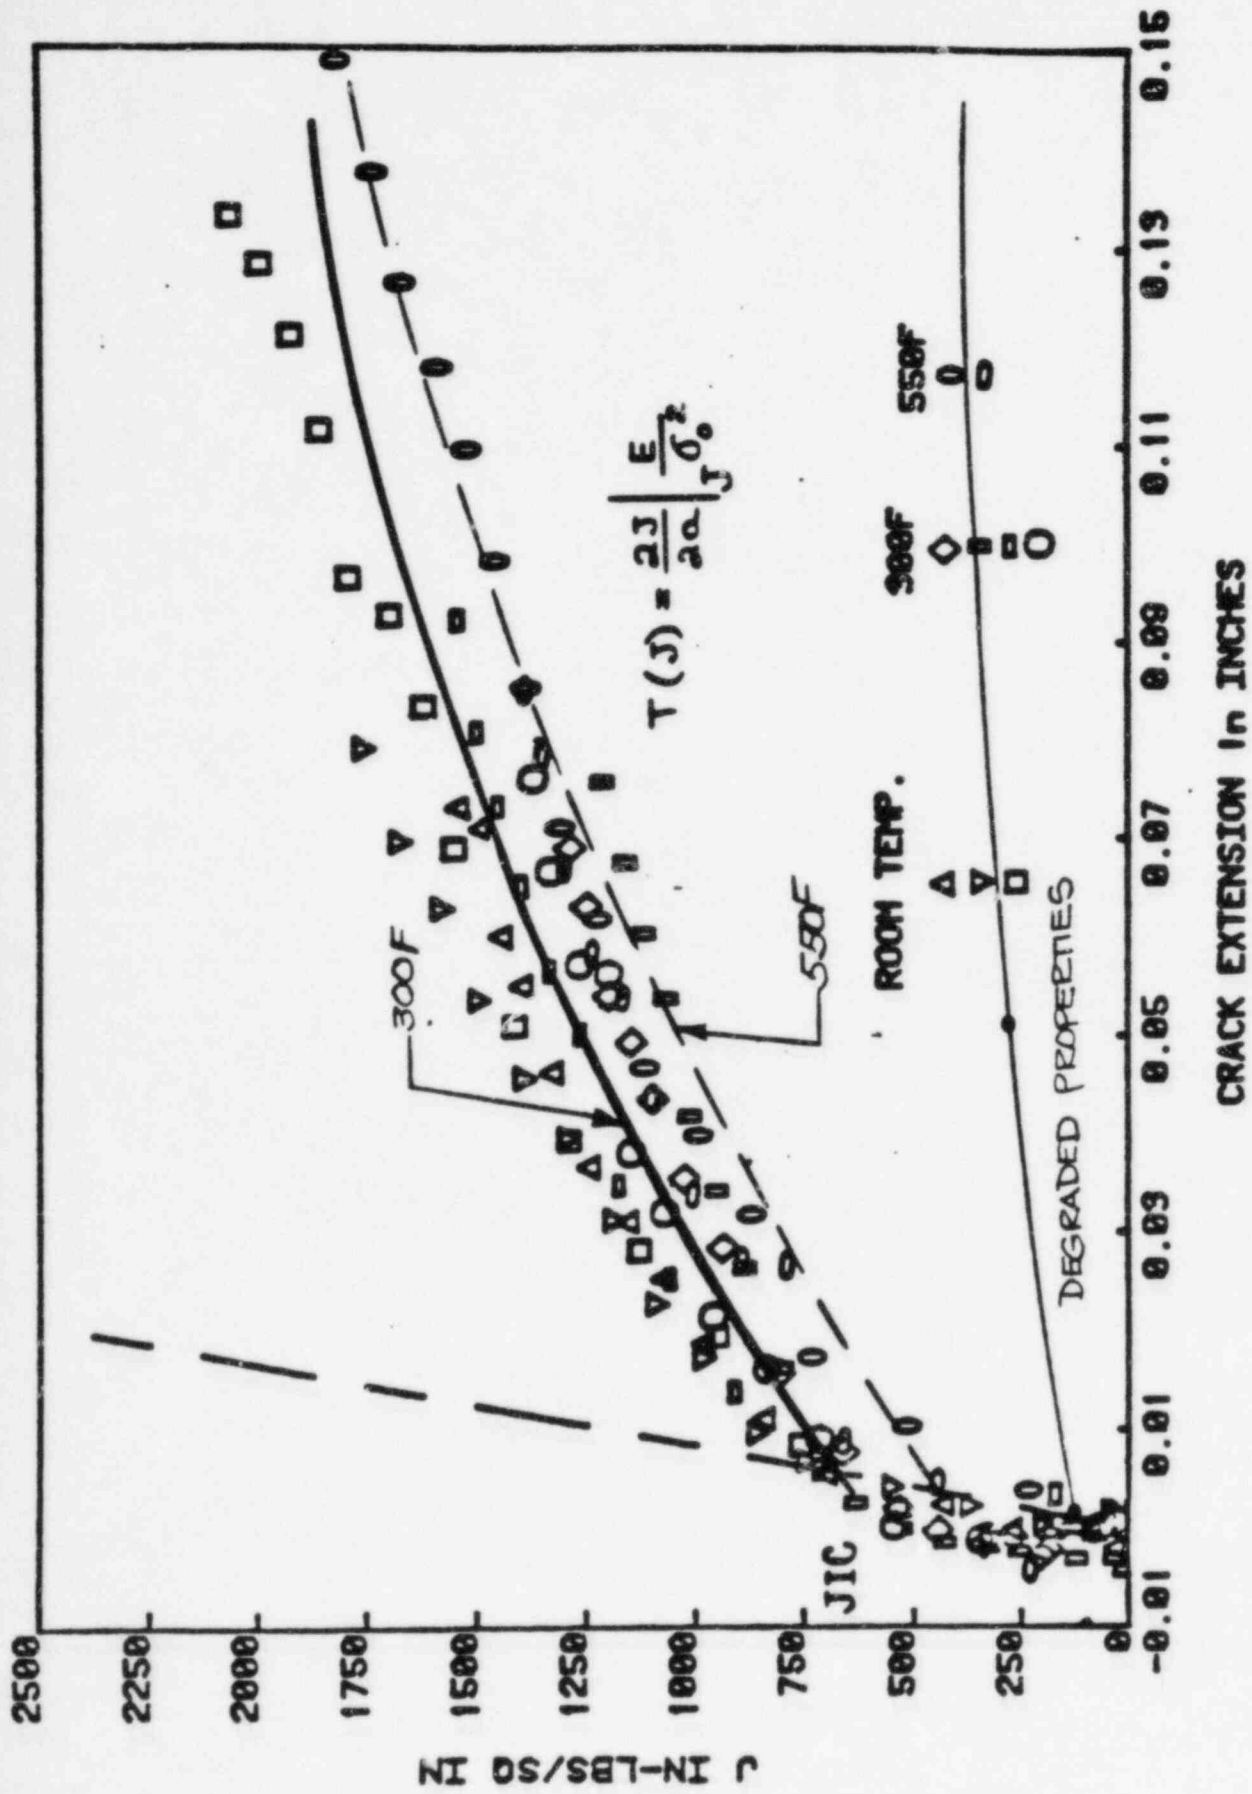 2500
2250
2000
1750
1500
1250
1000
750
500
250
0
J IN-LBS/SQ IN
-0.01
0.01
0.03
0.05
0.07
0.09
0.11
0.13
0.15
CRACK EXTENSION In INCHES
300F
550F
JIC
T(J) = ∂J/∂a |J E/σ₀²
ROOM TEMP.
300F
550F
DEGRADED PROPERTIES